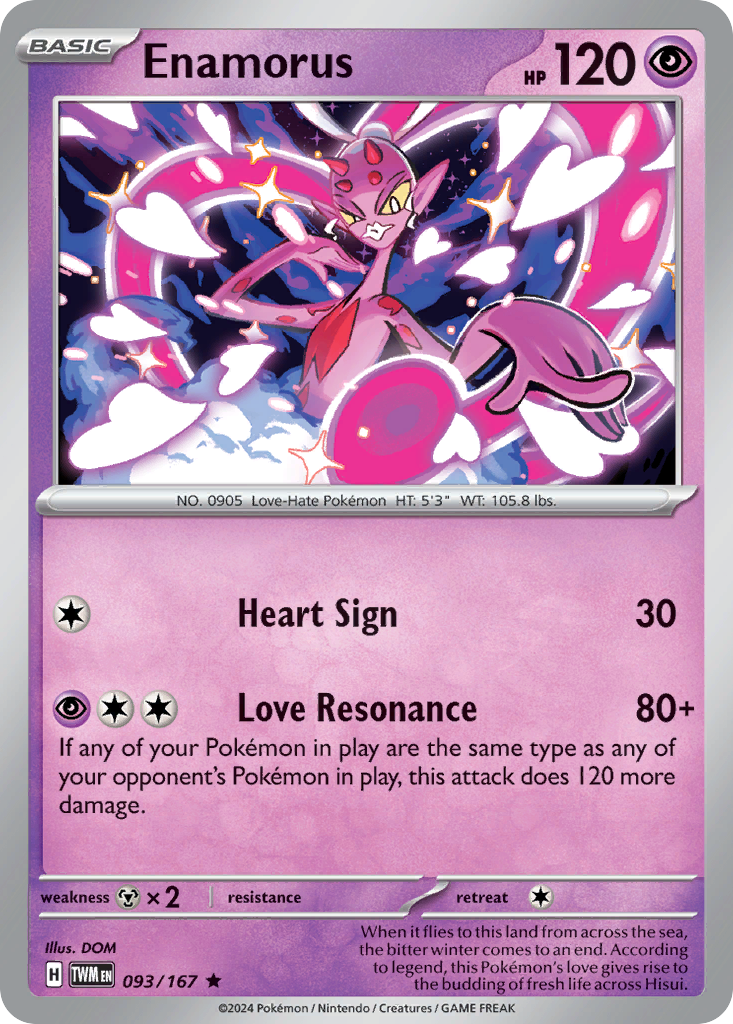 BASIC
Enamorus
HP 120
NO. 0905 Love-Hate Pokémon HT: 5'3" WT: 105.8 lbs.
Heart Sign 30
Love Resonance 80+
If any of your Pokémon in play are the same type as any of
your opponent's Pokémon in play, this attack does 120 more
damage.
weakness ×2 resistance retreat
Illus. DOM
When it flies to this land from across the sea,
the bitter winter comes to an end. According
to legend, this Pokémon's love gives rise to
the budding of fresh life across Hisui.
H TWM EN 093/167 ★
©2024 Pokémon / Nintendo / Creatures / GAME FREAK